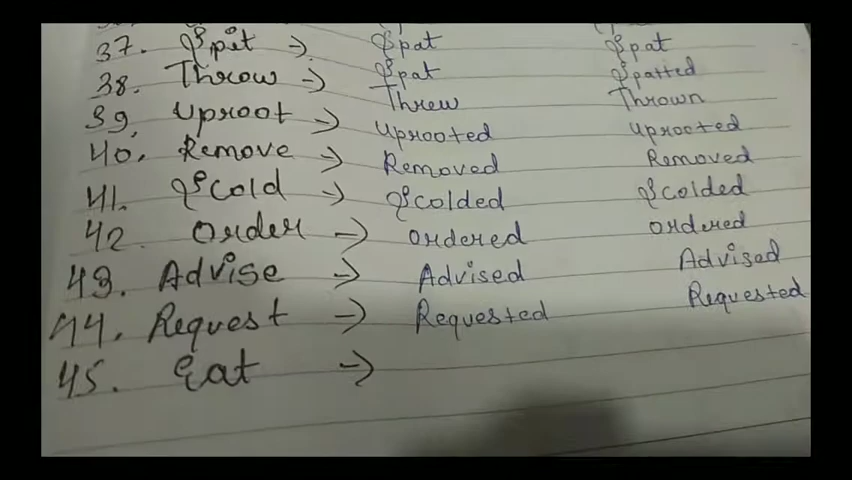 37. Spit → Spat Spat
Spat Spatted
38. Throw → Threw Thrown
39. Uproot → Uprooted Uprooted
40. Remove → Removed Removed
41. Scold → Scolded Scolded
42. Order → Ordered Ordered
43. Advise → Advised Advised
44. Request → Requested Requested
45. Eat →